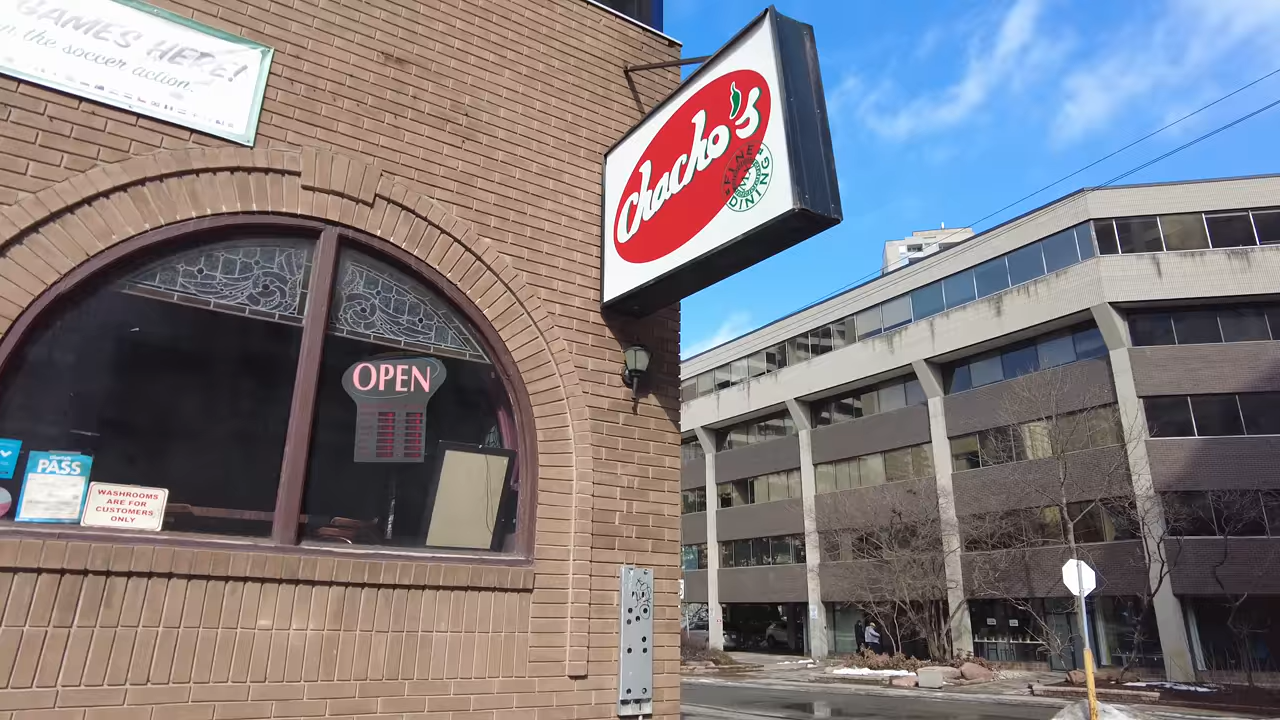 GAMES HERE!
the soccer action.
Chacho's
FINE
DINING
OPEN
PASS
WASHROOMS
ARE FOR
CUSTOMERS
ONLY